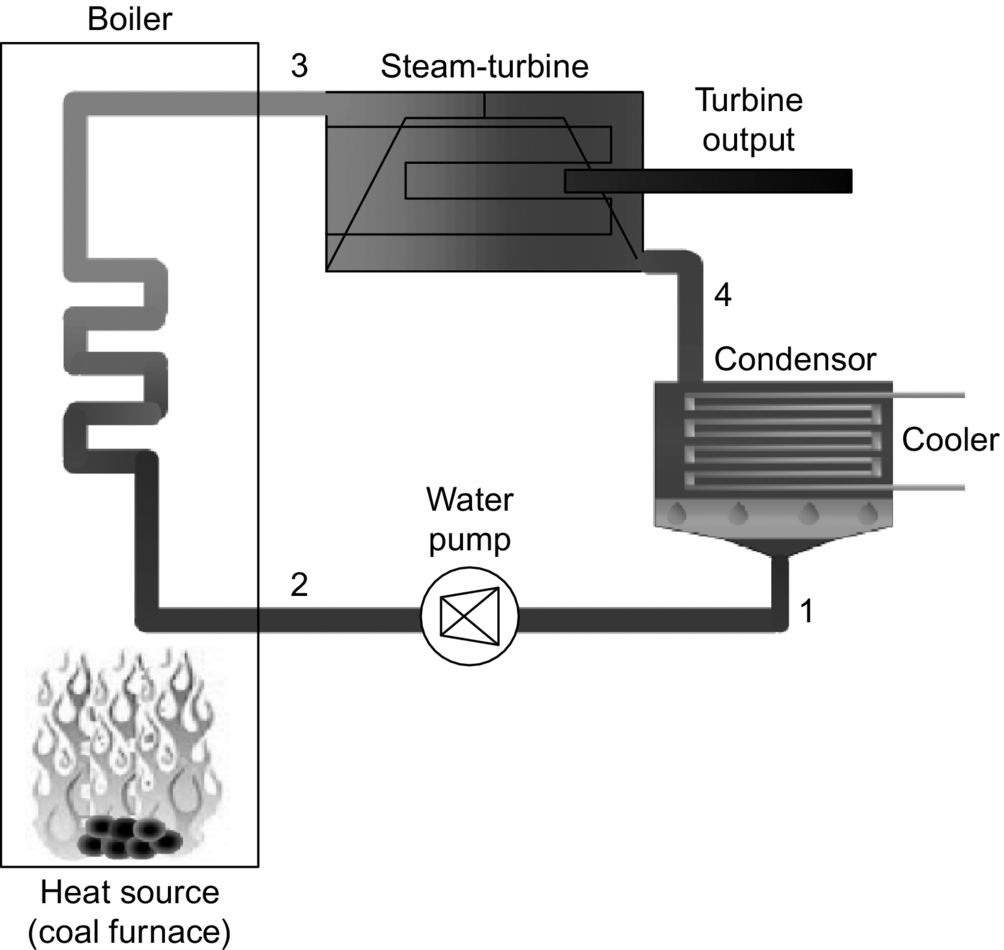 Boiler
3
Steam-turbine
Turbine
output
4
Condensor
Cooler
Water
pump
2
1
Heat source
(coal furnace)